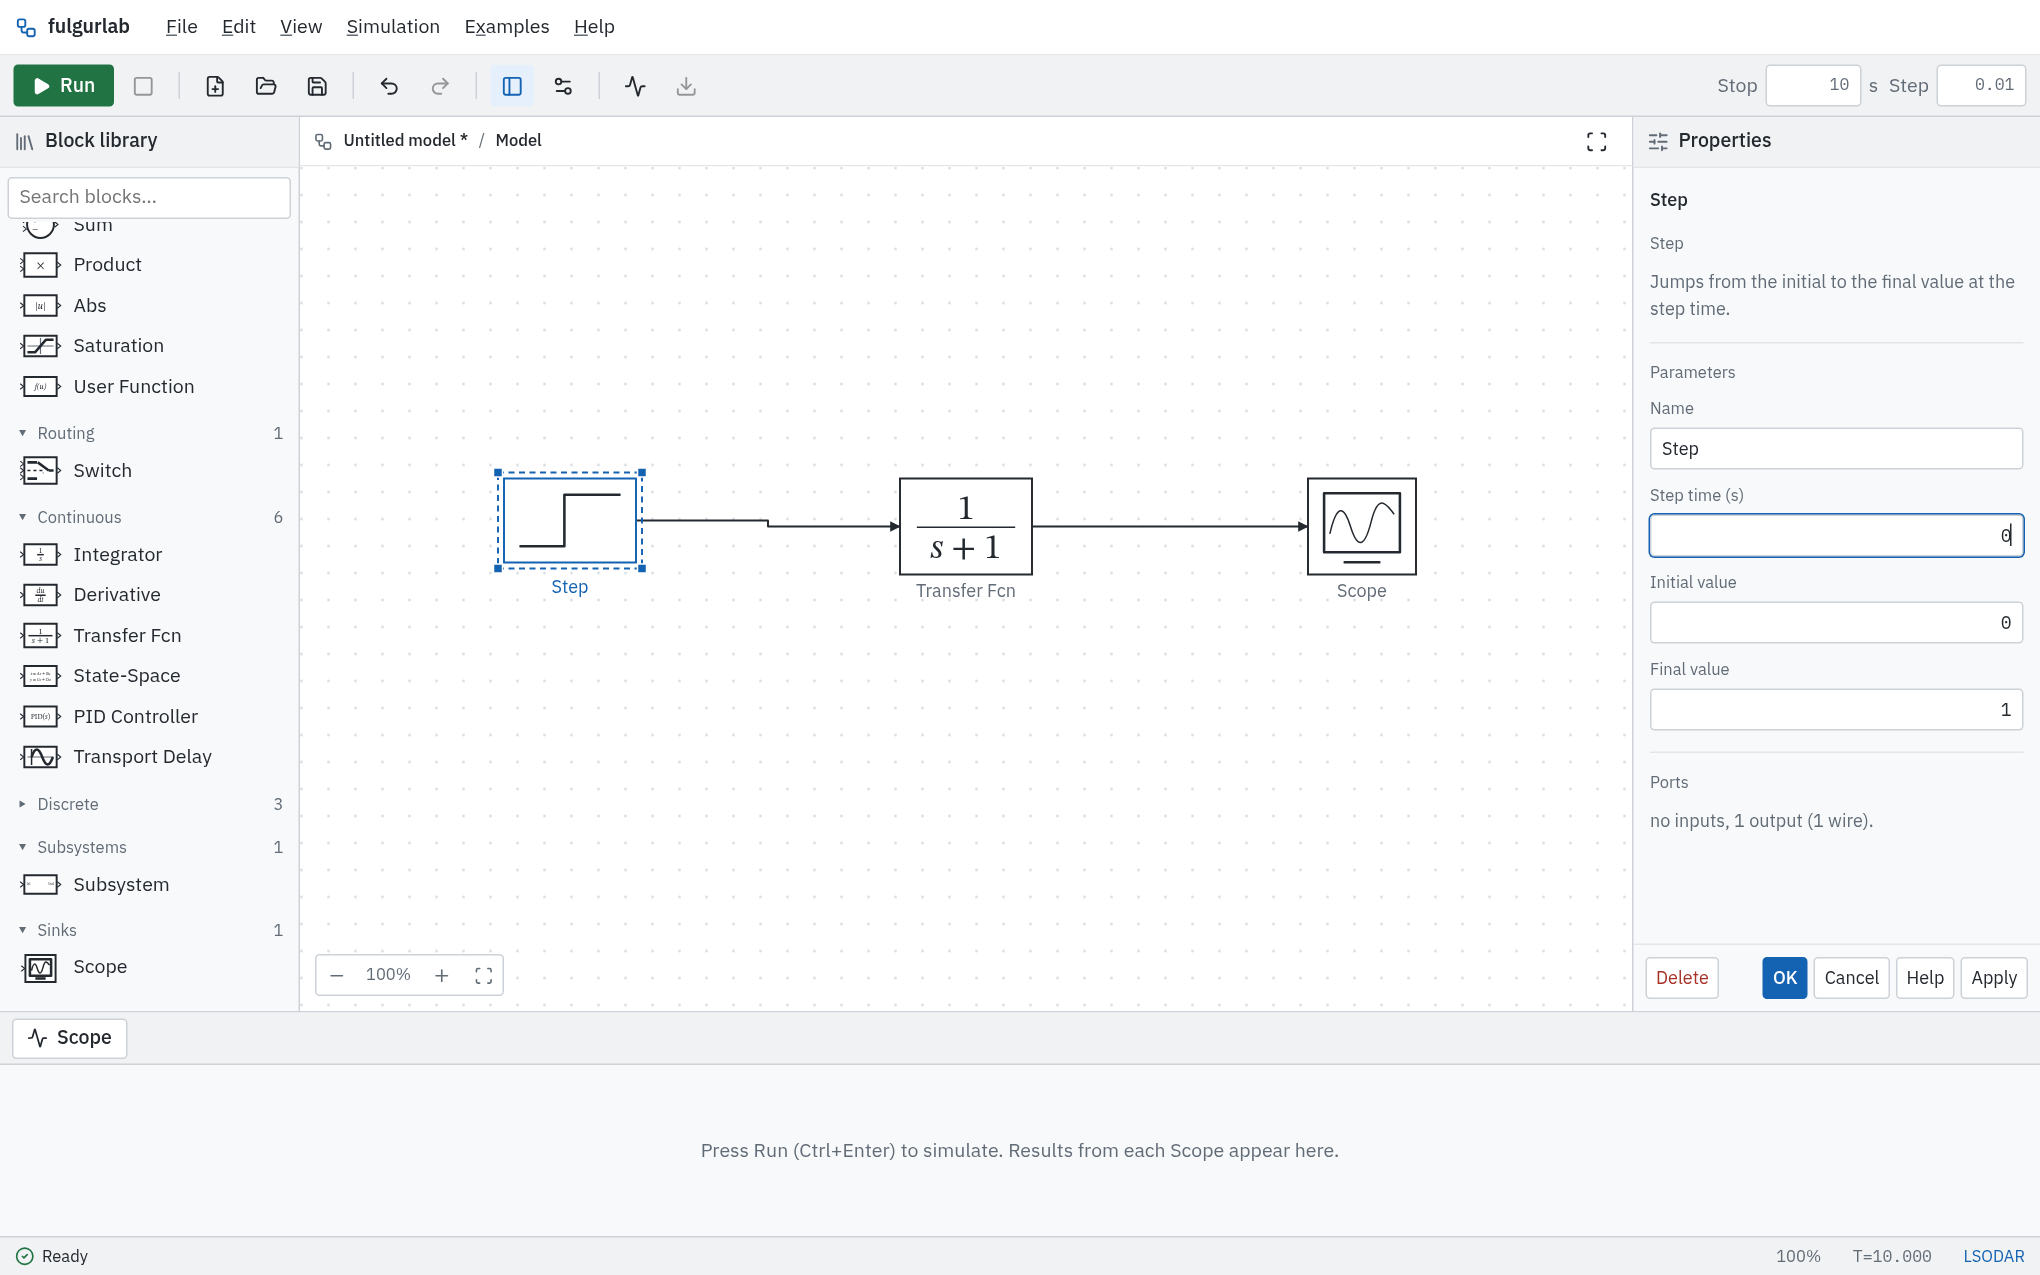 fulgurlab File Edit View Simulation Examples Help
Run Stop 10 s Step 0.01
Block library
Untitled model * / Model
Properties
Search blocks...
Sum
Product
Abs
Saturation
User Function
Routing 1
Switch
Continuous 6
Integrator
Derivative
Transfer Fcn
State-Space
PID Controller
Transport Delay
Discrete 3
Subsystems 1
Subsystem
Sinks 1
Scope
Step
1
s + 1
Transfer Fcn
Scope
100%
Step
Step
Jumps from the initial to the final value at the
step time.
Parameters
Name
Step
Step time (s)
0
Initial value
0
Final value
1
Ports
no inputs, 1 output (1 wire).
Delete OK Cancel Help Apply
Scope
Press Run (Ctrl+Enter) to simulate. Results from each Scope appear here.
Ready 100% T=10.000 LSODAR